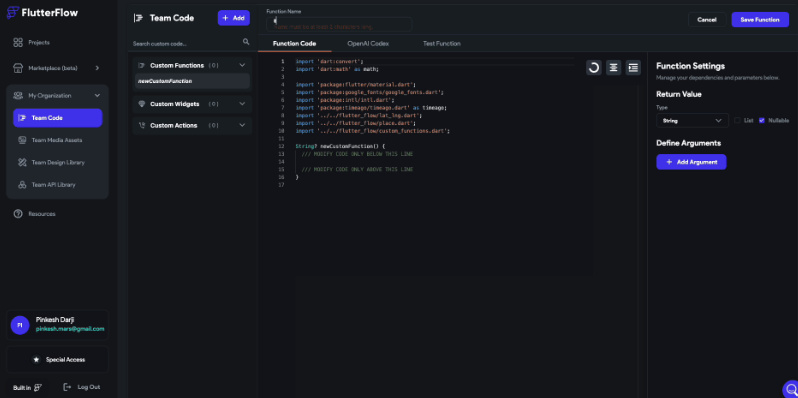 FlutterFlow
Projects
Marketplace (beta)
My Organization
Team Code
Team Media Assets
Team Design Library
Team API Library
Resources
PI
Pinkesh Darji
pinkesh.mars@gmail.com
Special Access
Built in
Log Out
Team Code
+ Add
Search custom code...
Custom Functions ( 0 )
newCustomFunction
Custom Widgets ( 0 )
Custom Actions ( 0 )
Function Name
Cancel
Save Function
Function Code
OpenAI Codex
Test Function
1 import 'dart:convert';
2 import 'dart:math' as math;
3
4 import 'package:flutter/material.dart';
5 import 'package:google_fonts/google_fonts.dart';
6 import 'package:intl/intl.dart';
7 import 'package:timeago/timeago.dart' as timeago;
8 import '../../flutter_flow/lat_lng.dart';
9 import '../../flutter_flow/place.dart';
10 import '../../flutter_flow/custom_functions.dart';
11
12 String? newCustomFunction() {
13 /// MODIFY CODE ONLY BELOW THIS LINE
14
15 /// MODIFY CODE ONLY ABOVE THIS LINE
16 }
17
Function Settings
Manage your dependencies and parameters below.
Return Value
Type
String
List
Nullable
Define Arguments
+ Add Argument